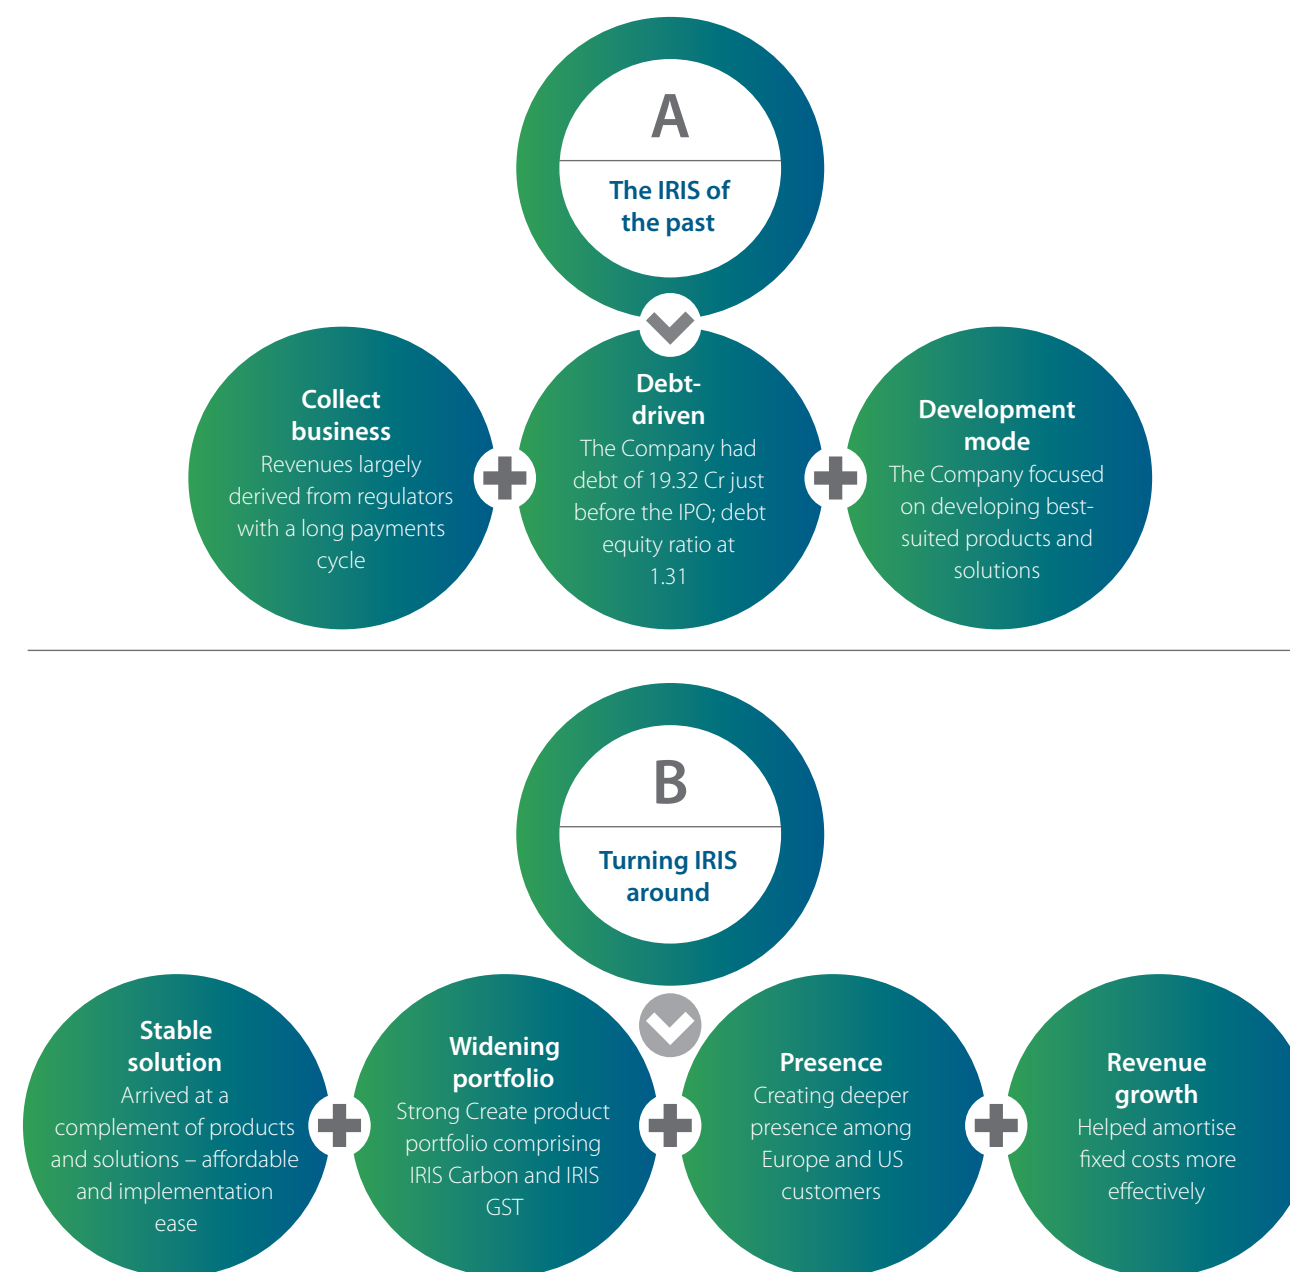 A
The IRIS of
the past
Collect
business
Revenues largely
derived from regulators
with a long payments
cycle
Debt-
driven
The Company had
debt of 19.32 Cr just
before the IPO; debt
equity ratio at
1.31
Development
mode
The Company focused
on developing best-
suited products and
solutions
B
Turning IRIS
around
Stable
solution
Arrived at a
complement of products
and solutions – affordable
and implementation
ease
Widening
portfolio
Strong Create product
portfolio comprising
IRIS Carbon and IRIS
GST
Presence
Creating deeper
presence among
Europe and US
customers
Revenue
growth
Helped amortise
fixed costs more
effectively